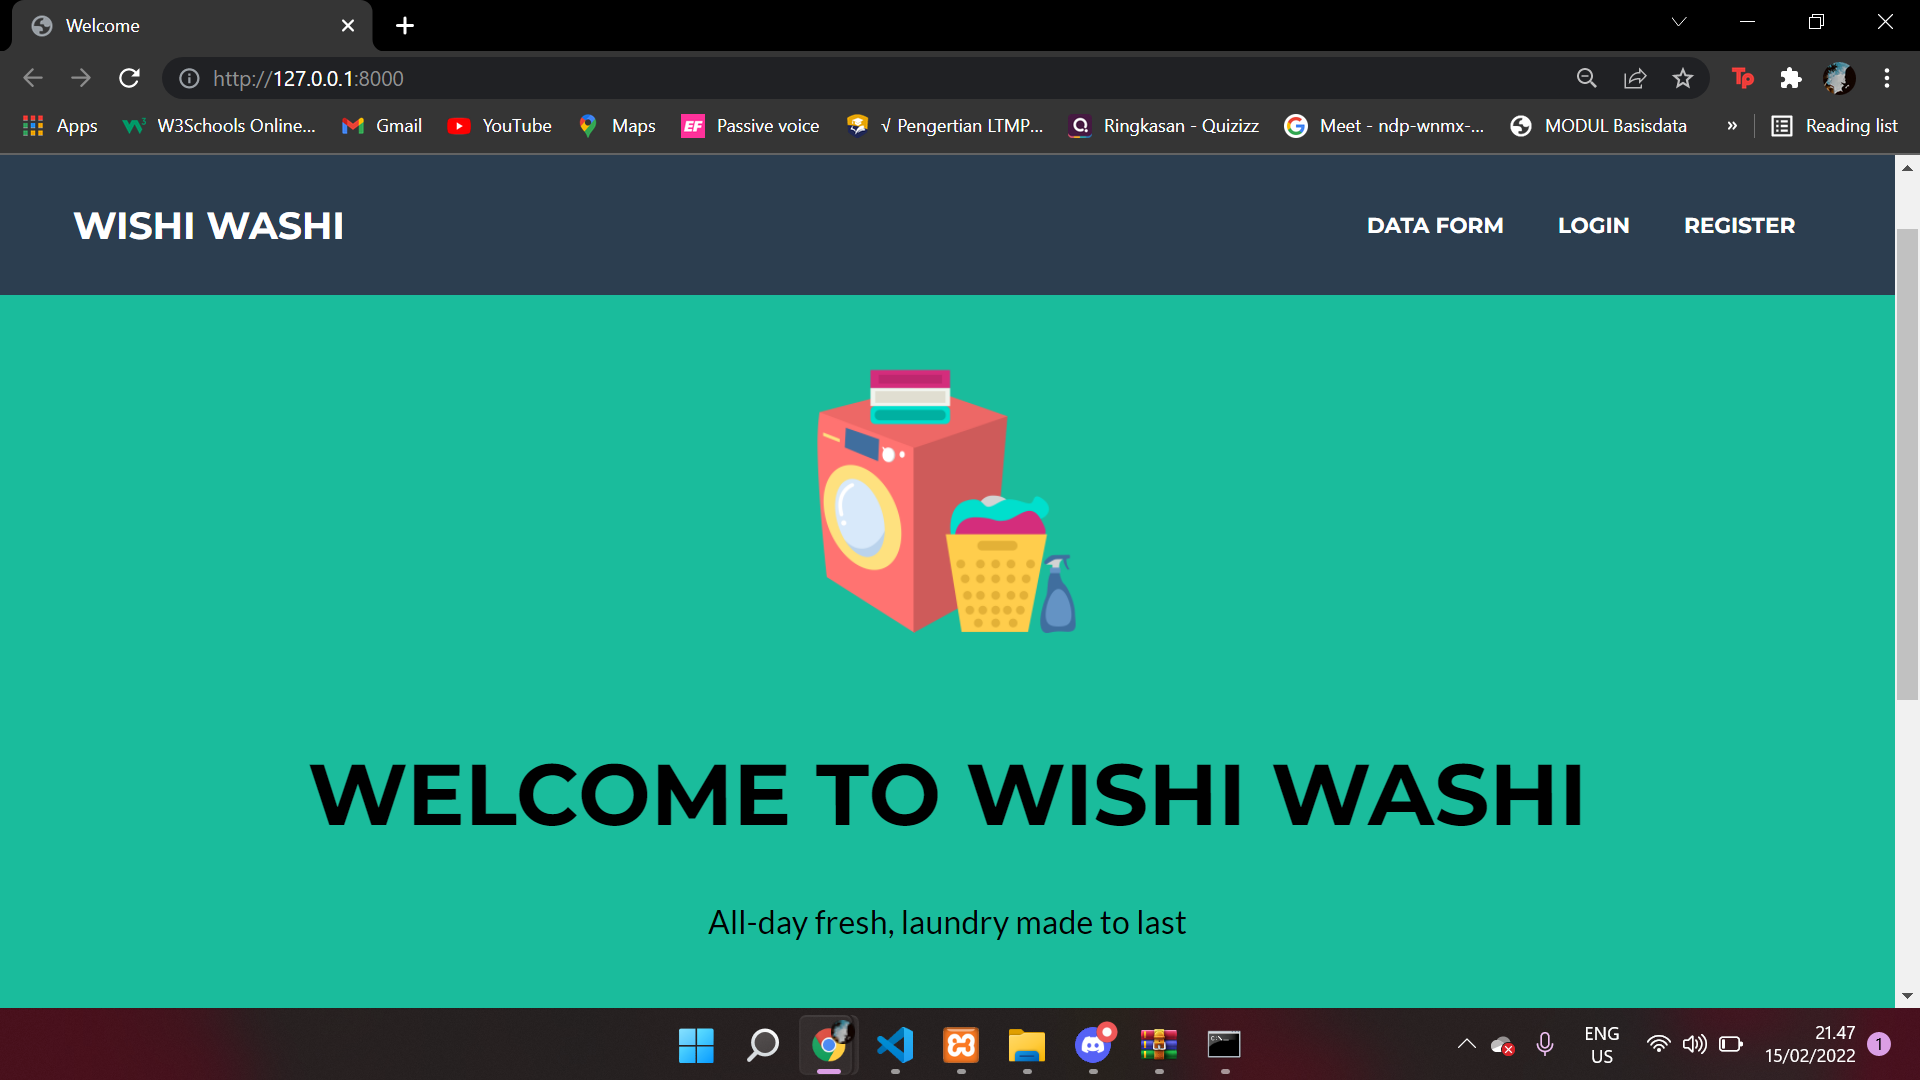 Welcome
http://127.0.0.1:8000
Tp
Apps W3Schools Online... Gmail YouTube Maps EF Passive voice √ Pengertian LTMP... Ringkasan - Quizizz Meet - ndp-wnmx-... MODUL Basisdata » Reading list
WISHI WASHI
DATA FORM LOGIN REGISTER
WELCOME TO WISHI WASHI
All-day fresh, laundry made to last
ENG
US
21.47
15/02/2022
1